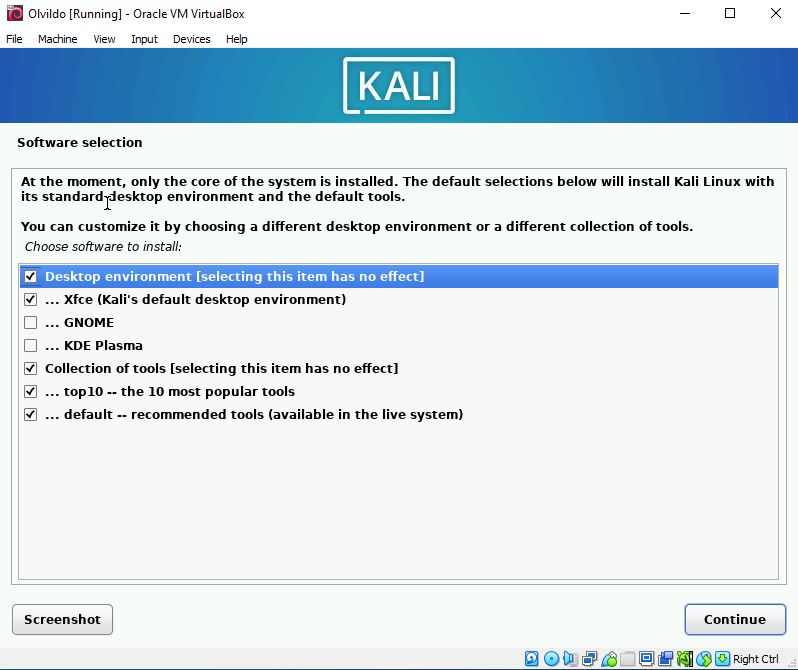 Olvildo [Running] - Oracle VM VirtualBox
File Machine View Input Devices Help
KALI
Software selection
At the moment, only the core of the system is installed. The default selections below will install Kali Linux with
its standard desktop environment and the default tools.
You can customize it by choosing a different desktop environment or a different collection of tools.
Choose software to install:
Desktop environment [selecting this item has no effect]
... Xfce (Kali's default desktop environment)
... GNOME
... KDE Plasma
Collection of tools [selecting this item has no effect]
... top10 -- the 10 most popular tools
... default -- recommended tools (available in the live system)
Screenshot
Continue
Right Ctrl